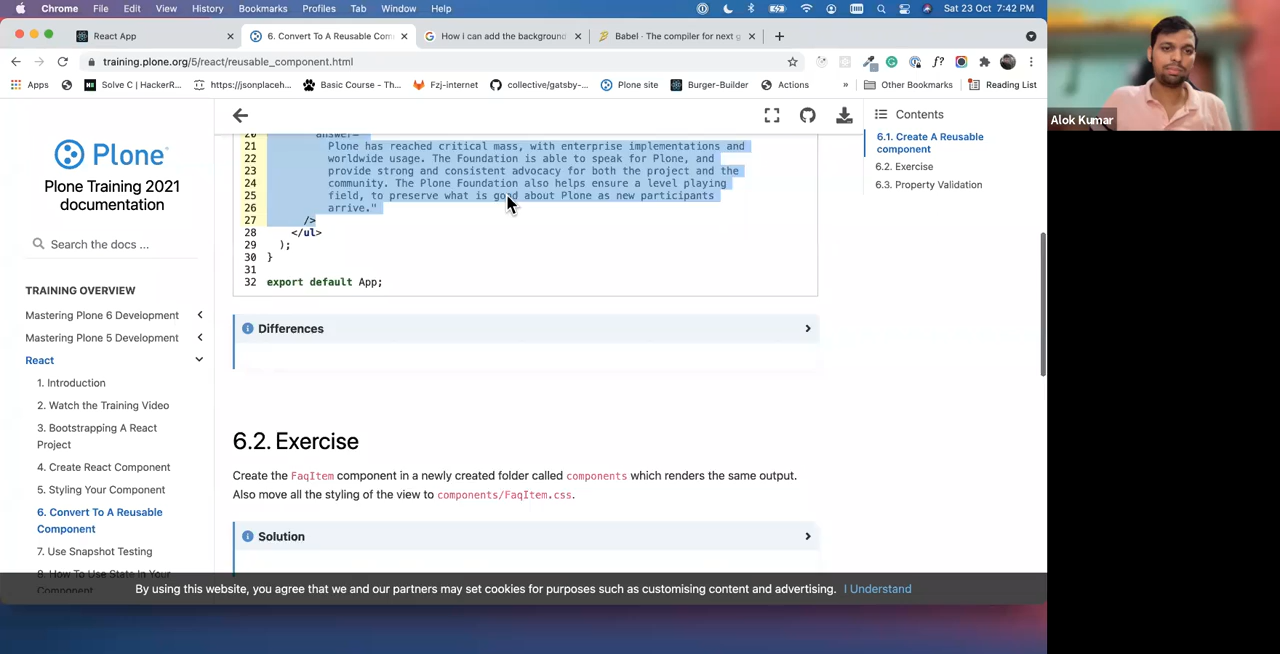 Chrome File Edit View History Bookmarks Profiles Tab Window Help Sat 23 Oct 7:42 PM
React App
6. Convert To A Reusable Com
How i can add the background
Babel - The compiler for next g
training.plone.org/5/react/reusable_component.html
Apps
Solve C | HackerR...
https://jsonplaceh...
Basic Course - Th...
Fzj-internet
collective/gatsby-...
Plone site
Burger-Builder
Actions
»
Other Bookmarks
Reading List
Alok Kumar
Plone
Plone Training 2021
documentation
Search the docs ...
TRAINING OVERVIEW
Mastering Plone 6 Development
Mastering Plone 5 Development
React
1. Introduction
2. Watch the Training Video
3. Bootstrapping A React
Project
4. Create React Component
5. Styling Your Component
6. Convert To A Reusable
Component
7. Use Snapshot Testing
8. How To Use State In Your
Component
20 answer="
21 Plone has reached critical mass, with enterprise implementations and
22 worldwide usage. The Foundation is able to speak for Plone, and
23 provide strong and consistent advocacy for both the project and the
24 community. The Plone Foundation also helps ensure a level playing
25 field, to preserve what is good about Plone as new participants
26 arrive."
27 />
28 </ul>
29 );
30 }
31
32 export default App;
Differences
6.2. Exercise
Create the FaqItem component in a newly created folder called components which renders the same output.
Also move all the styling of the view to components/FaqItem.css.
Solution
Contents
6.1. Create A Reusable
component
6.2. Exercise
6.3. Property Validation
By using this website, you agree that we and our partners may set cookies for purposes such as customising content and advertising. I Understand